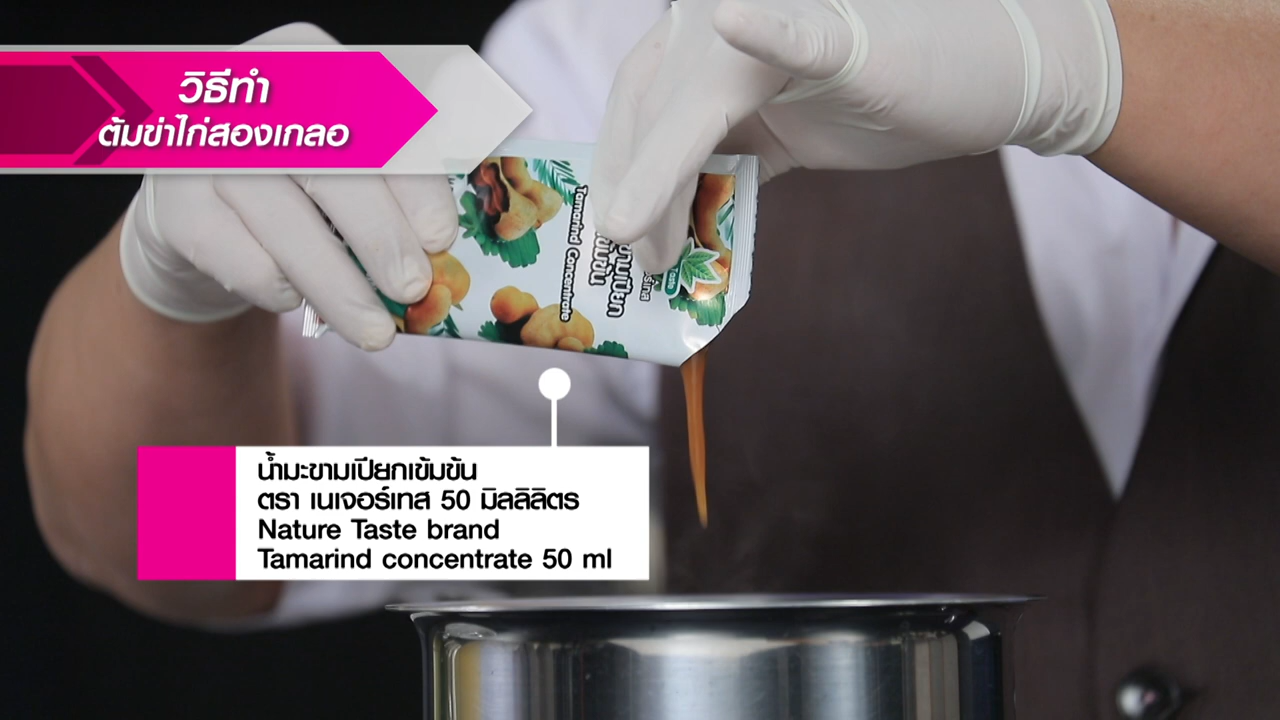 วิธีทำ
ต้มข่าไก่สองเกลอ
Tamarind Concentrate
น้ำมะขามเปียกเข้มข้น
ตรา เนเจอร์เทส 50 มิลลิลิตร
Nature Taste brand
Tamarind concentrate 50 ml